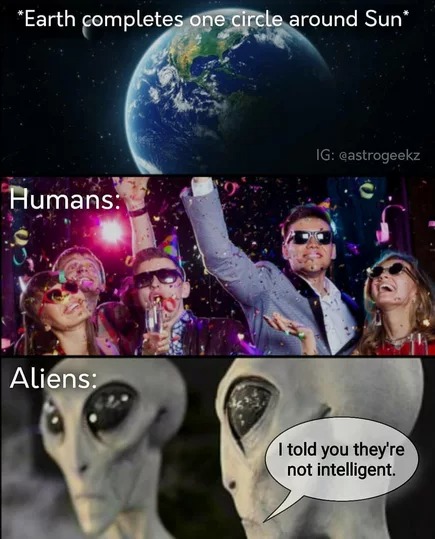 *Earth completes one circle around Sun*
IG: @astrogeekz
Humans:
Aliens:
I told you they're
not intelligent.